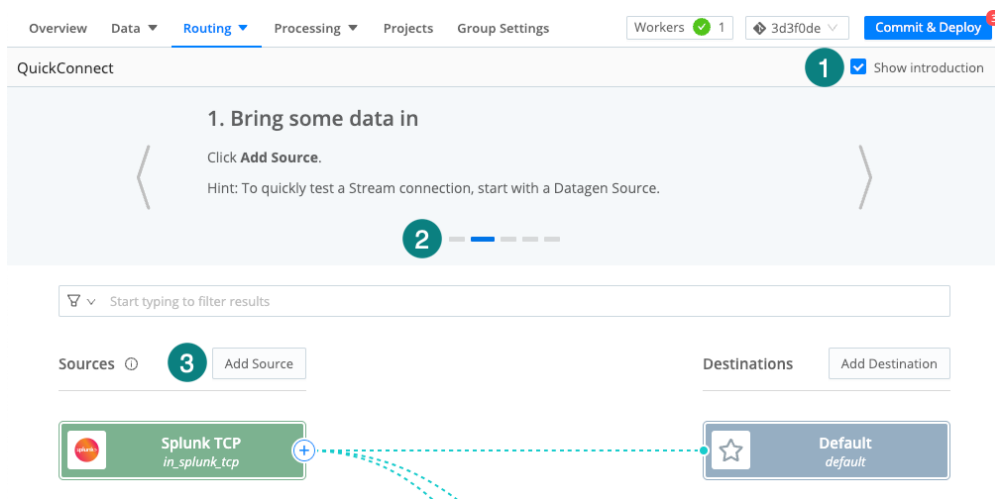 Overview Data Routing Processing Projects Group Settings Workers 1 3d3f0de Commit & Deploy 3
QuickConnect 1 Show introduction
1. Bring some data in
Click Add Source.
Hint: To quickly test a Stream connection, start with a Datagen Source.
2
Start typing to filter results
Sources 3 Add Source Destinations Add Destination
splunk>
Splunk TCP Default
in_splunk_tcp default